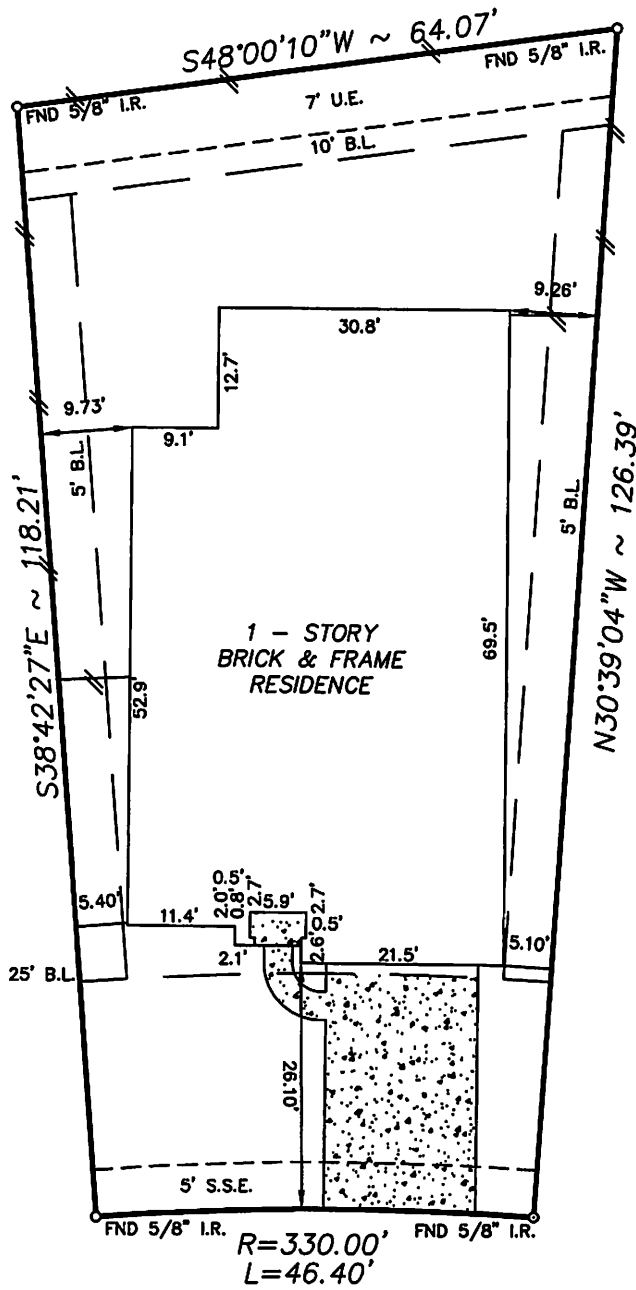 S48°00'10"W ~ 64.07'
FND 5/8" I.R.
FND 5/8" I.R.
7' U.E.
10' B.L.
9.26'
30.8'
12.7'
9.73'
9.1'
5' B.L.
5' B.L.
S38°42'27"E ~ 118.21'
N30°39'04"W ~ 126.39'
1 - STORY
BRICK & FRAME
RESIDENCE
69.5'
52.9'
5.40'
11.4'
2.0'
0.5'
0.8'
2.7'
5.9'
2.7'
0.5'
2.1'
2.6'
21.5'
5.10'
25' B.L.
26.10'
5' S.S.E.
FND 5/8" I.R.
FND 5/8" I.R.
R=330.00'
L=46.40'